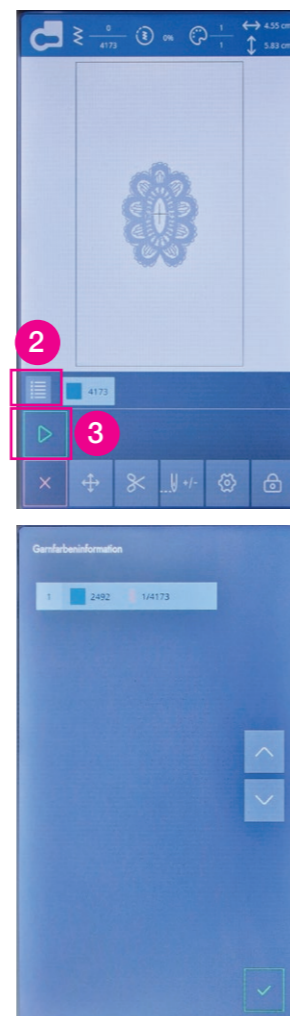 0
4173
0%
1
1
4.55 cm
5.83 cm
2
4173
3
+/-
Garnfarbeninformation
1 2492 1/4173